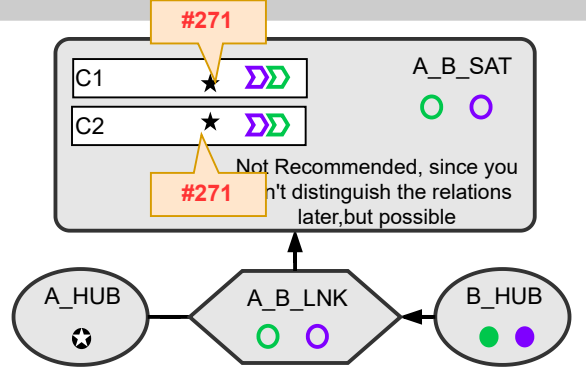 #271
C1
A_B_SAT
C2
Not Recommended, since you
n't distinguish the relations
later,but possible
#271
A_HUB
A_B_LNK
B_HUB